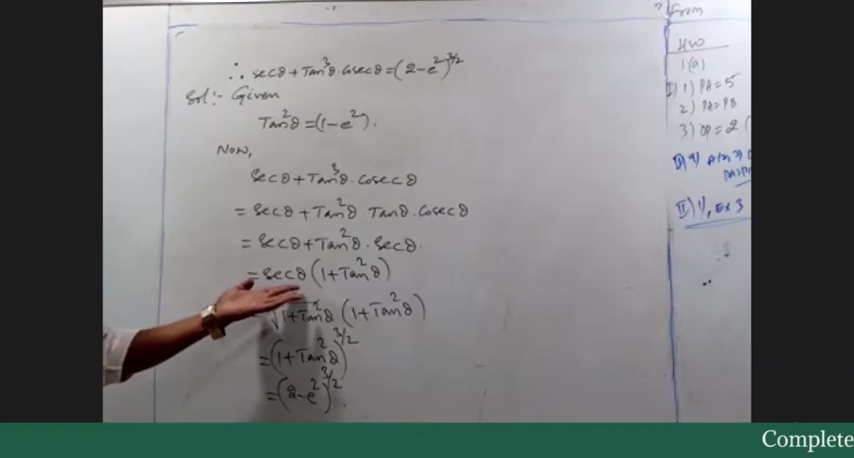 ∴ secθ + Tan³θ . cosecθ = (2 - e²)^3/2
Sol:- Given
Tan²θ = (1 - e²).
Now,
secθ + Tan³θ . cosecθ
= secθ + Tan²θ Tanθ . cosecθ
= secθ + Tan²θ . secθ.
= secθ (1 + Tan²θ)
√1 + Tan²θ (1 + Tan²θ)
= (1 + Tan²θ)^3/2
= (2 - e²)^3/2.
From
HW
1(a)
I) 1) PA = 5
2) PA = PB
3) OP = 2 (
II) 1), Ex 3
Complete